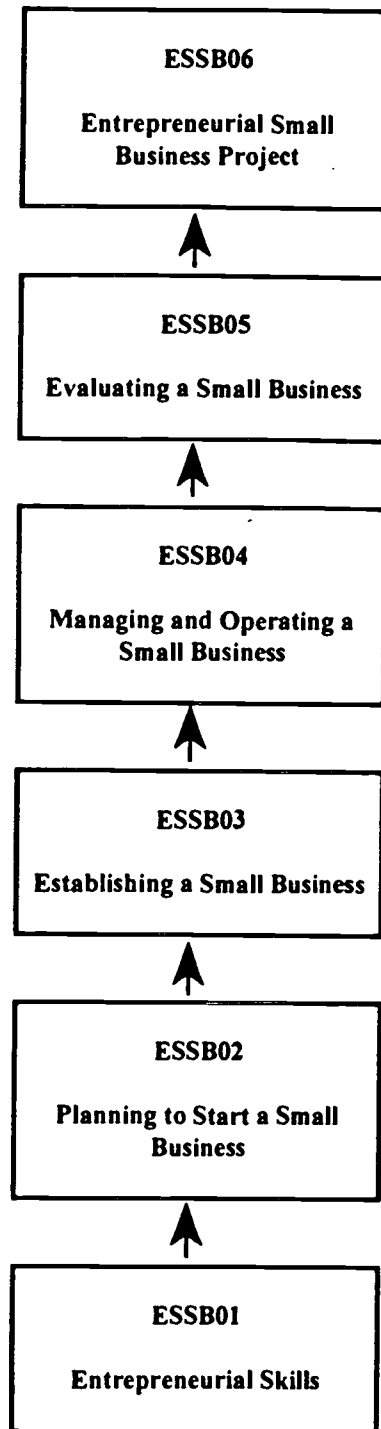 ESSB06
Entrepreneurial Small
Business Project
ESSB05
Evaluating a Small Business
ESSB04
Managing and Operating a
Small Business
ESSB03
Establishing a Small Business
ESSB02
Planning to Start a Small
Business
ESSB01
Entrepreneurial Skills